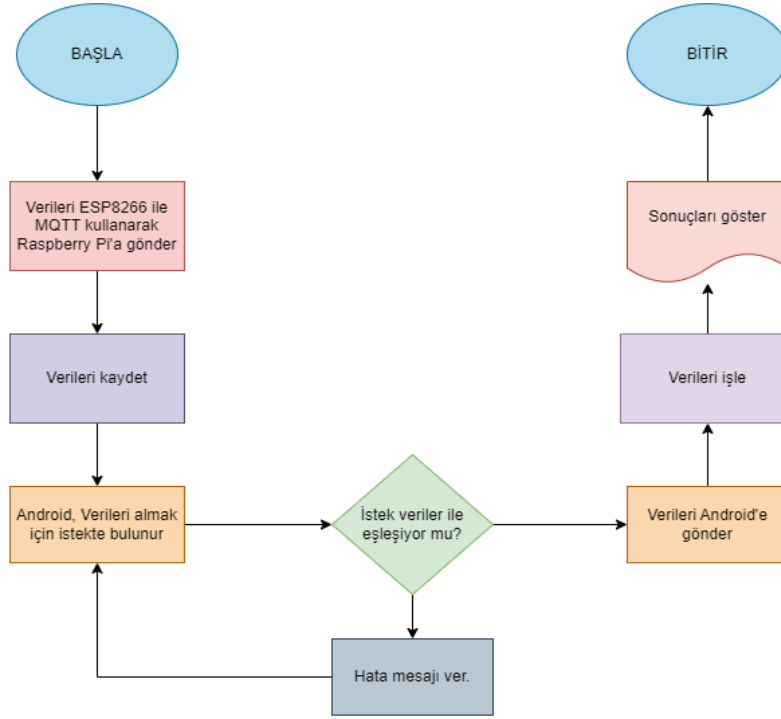 BAŞLA
Verileri ESP8266 ile
MQTT kullanarak
Raspberry Pi'a gönder
Verileri kaydet
Android, Verileri almak
için istekte bulunur
İstek veriler ile
eşleşiyor mu?
Hata mesajı ver.
Verileri Android'e
gönder
Verileri işle
Sonuçları göster
BİTİR